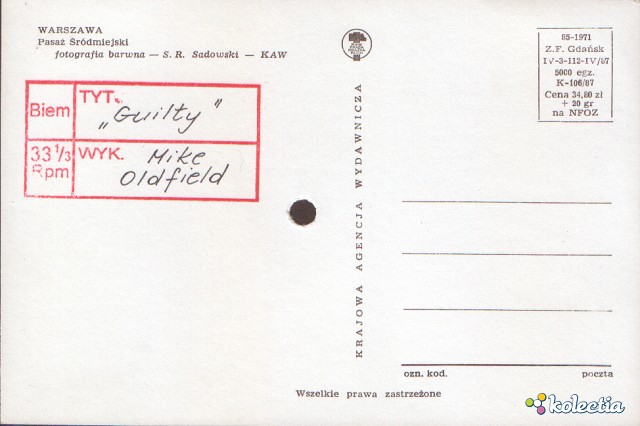 WARSZAWA
Pasaż Śródmiejski
fotografia barwna — S. R. Sadowski — KAW
Biem
TYT.
„Guilty”
33 1/3
Rpm
WYK. Mike
Oldfield
KRAJOWA AGENCJA WYDAWNICZA
85-1971
Z.F. Gdańsk
IV-3-112-IV/87
5000 egz.
K-106/87
Cena 34,80 zł
+ 20 gr
na NFOZ
ozn. kod. poczta
Wszelkie prawa zastrzeżone
kolectia